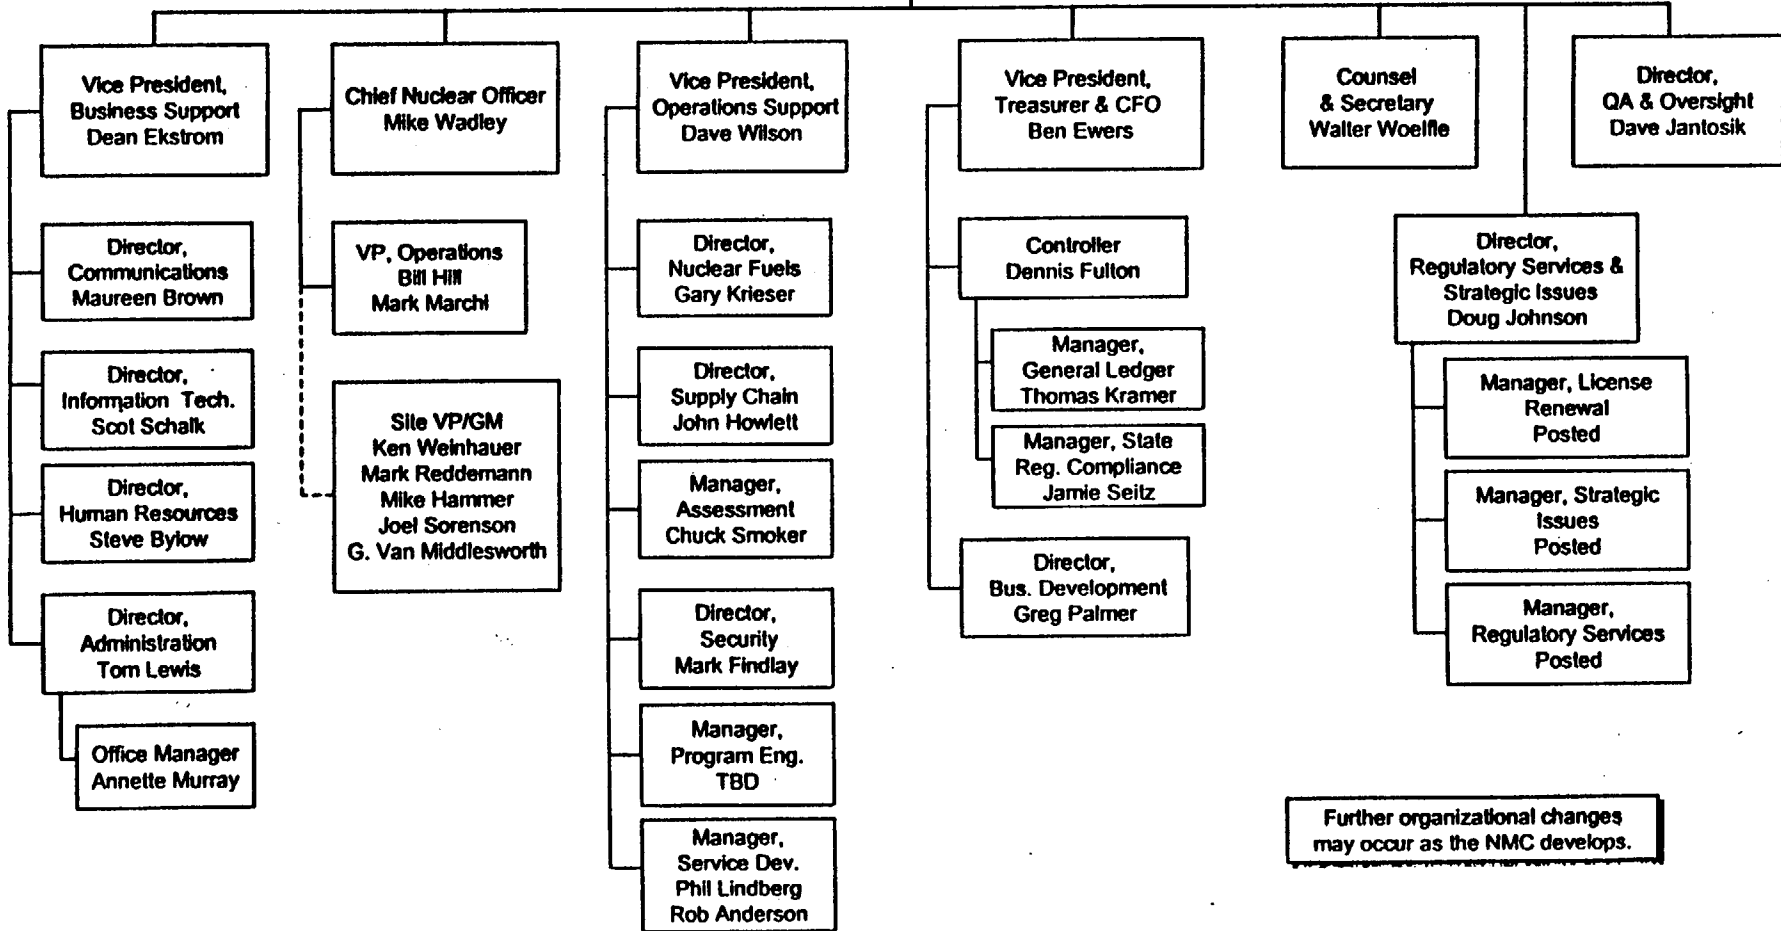 Vice President,
Business Support
Dean Ekstrom
Director,
Communications
Maureen Brown
Director,
Information Tech.
Scot Schalk
Director,
Human Resources
Steve Bylow
Director,
Administration
Tom Lewis
Office Manager
Annette Murray
Chief Nuclear Officer
Mike Wadley
VP, Operations
Bill Hill
Mark Marchi
Site VP/GM
Ken Weinhauer
Mark Reddemann
Mike Hammer
Joel Sorenson
G. Van Middlesworth
Vice President,
Operations Support
Dave Wilson
Director,
Nuclear Fuels
Gary Krieser
Director,
Supply Chain
John Howlett
Manager,
Assessment
Chuck Smoker
Director,
Security
Mark Findlay
Manager,
Program Eng.
TBD
Manager,
Service Dev.
Phil Lindberg
Rob Anderson
Vice President,
Treasurer & CFO
Ben Ewers
Controller
Dennis Fulton
Manager,
General Ledger
Thomas Kramer
Manager, State
Reg. Compliance
Jamie Seitz
Director,
Bus. Development
Greg Palmer
Counsel
& Secretary
Walter Woelfle
Director,
Regulatory Services &
Strategic Issues
Doug Johnson
Manager, License
Renewal
Posted
Manager, Strategic
Issues
Posted
Manager,
Regulatory Services
Posted
Director,
QA & Oversight
Dave Jantosik
Further organizational changes
may occur as the NMC develops.